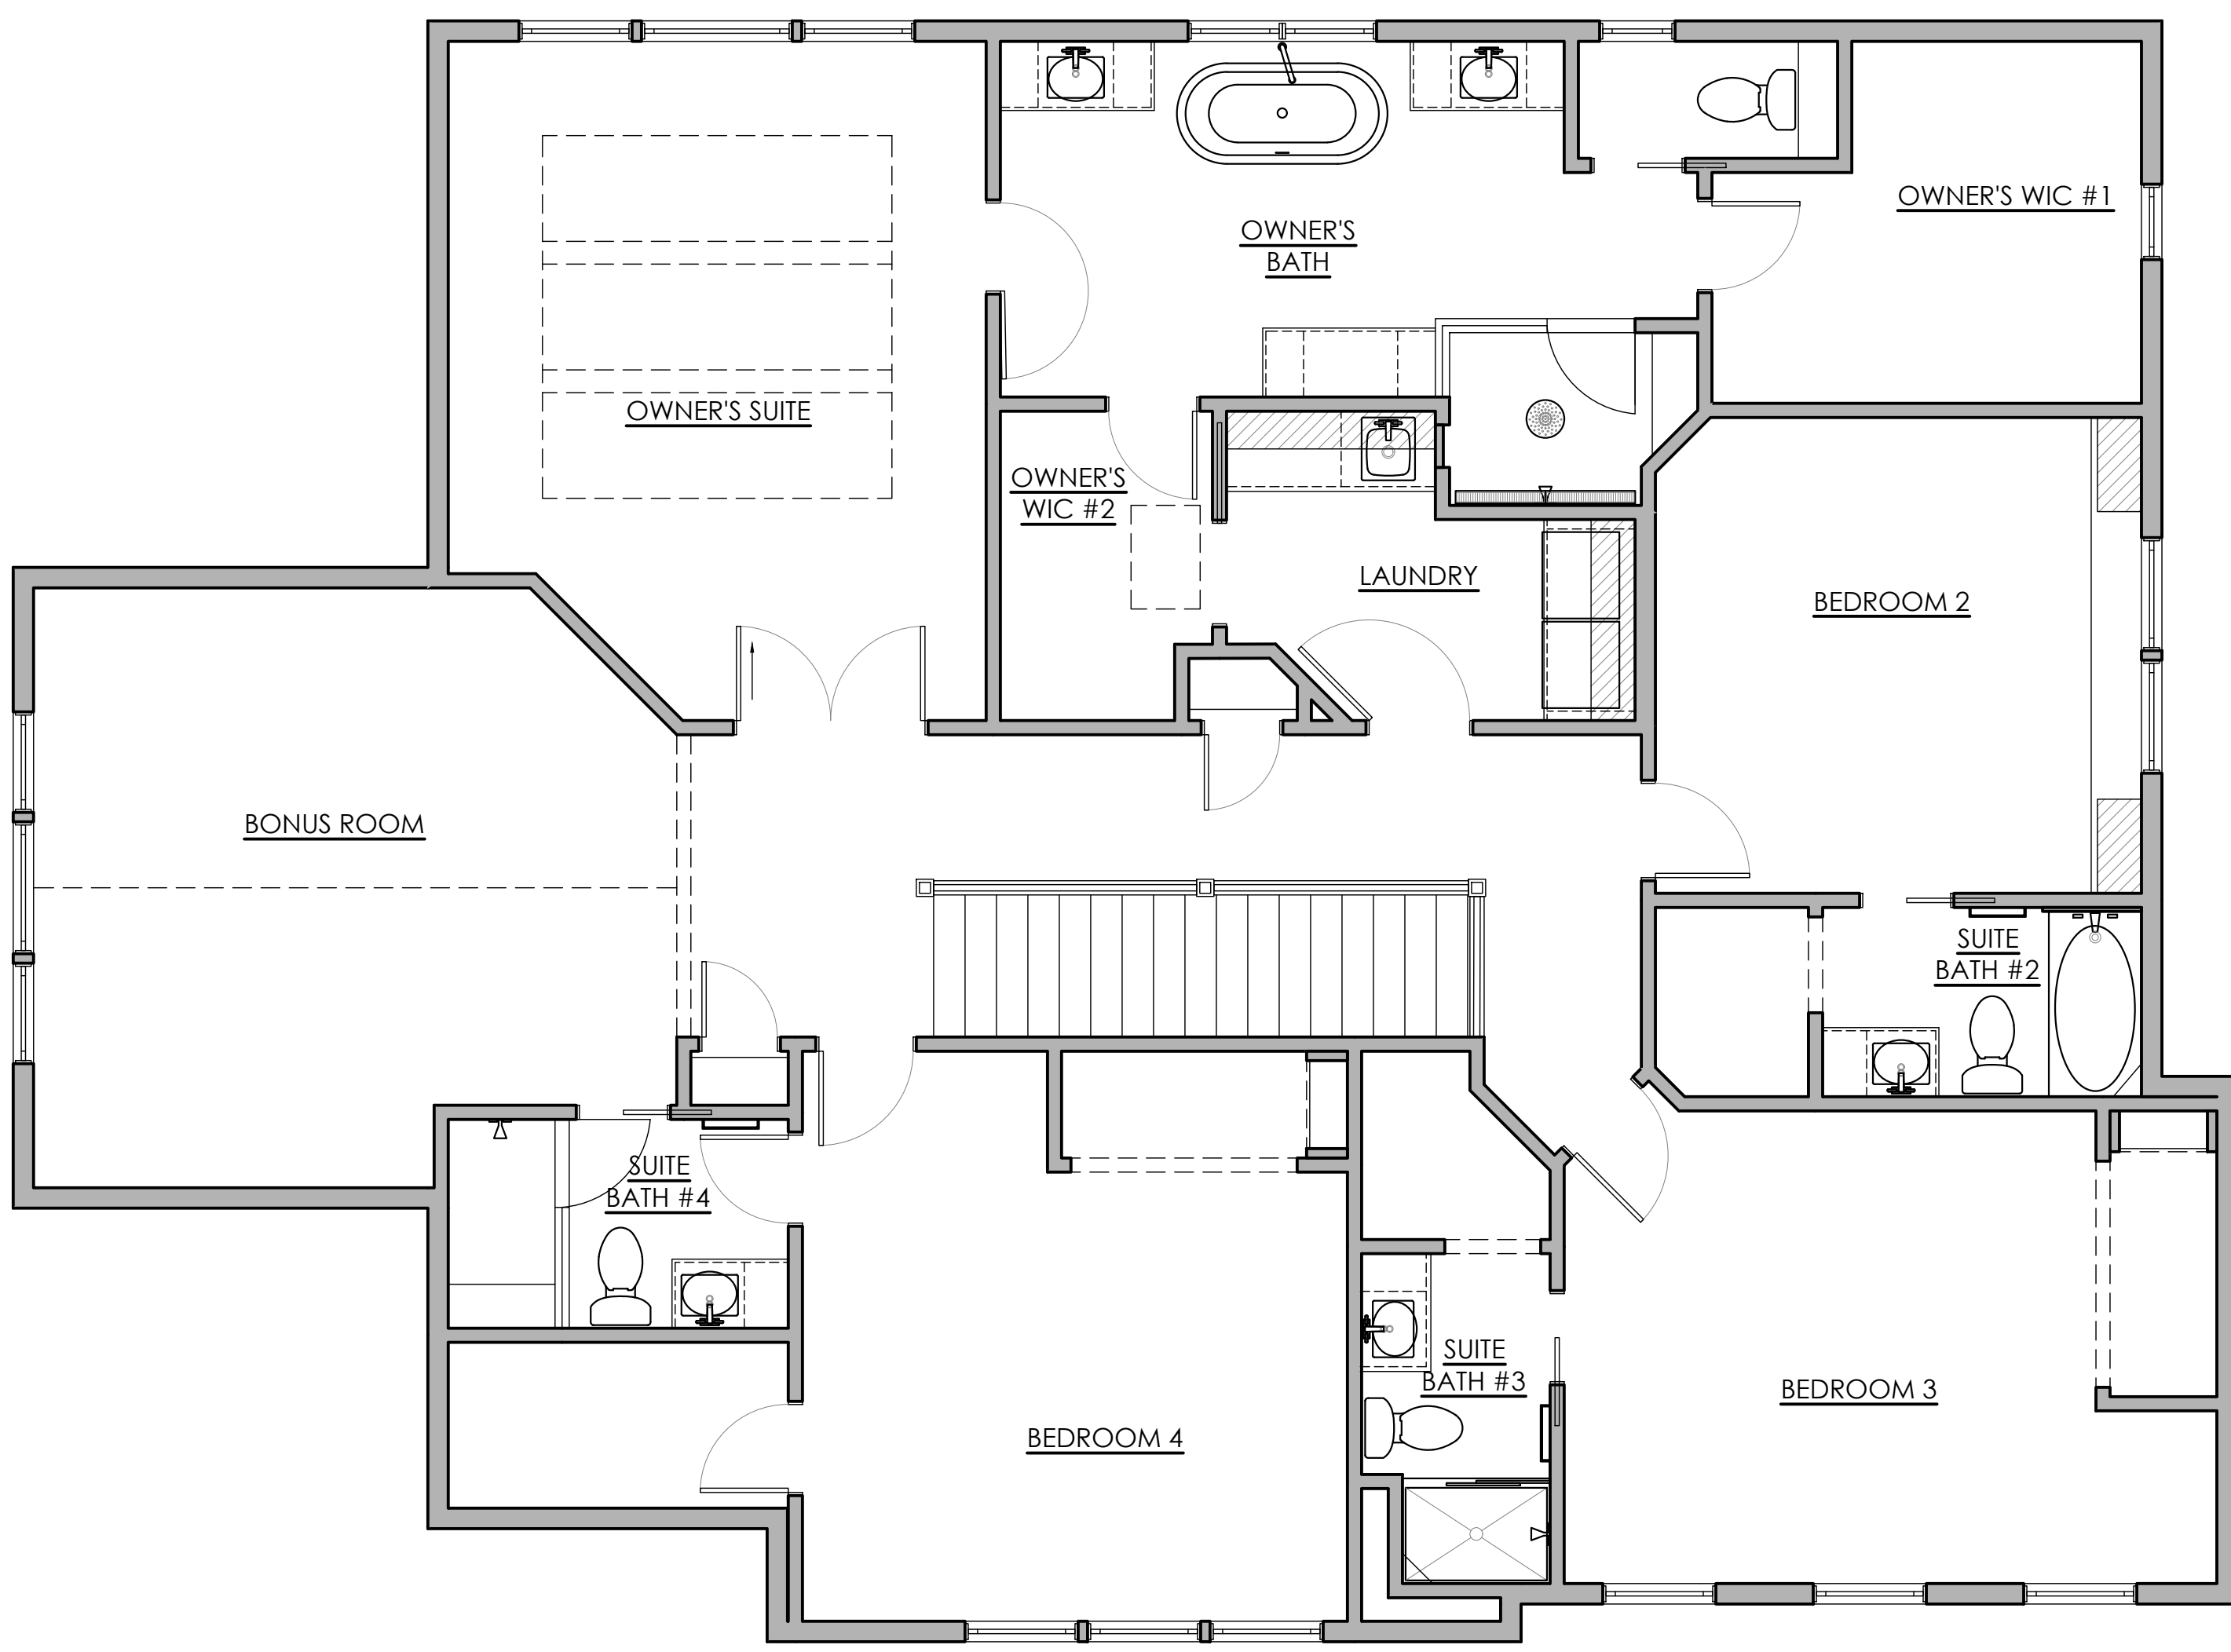 OWNER'S WIC #1
OWNER'S
BATH
OWNER'S SUITE
OWNER'S
WIC #2
LAUNDRY
BEDROOM 2
BONUS ROOM
SUITE
BATH #2
SUITE
BATH #4
SUITE
BATH #3
BEDROOM 3
BEDROOM 4